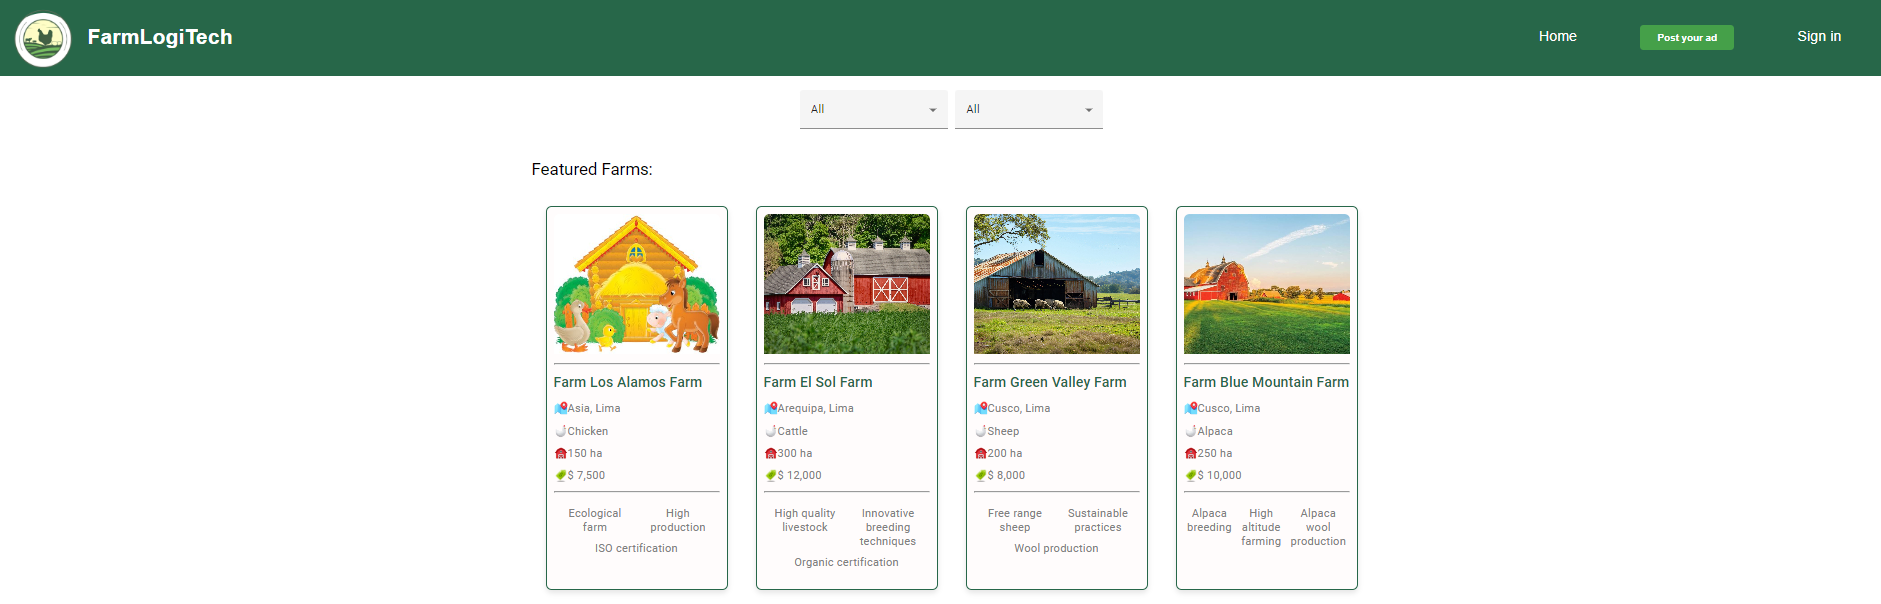 FarmLogiTech
Home
Post your ad
Sign in
All
All
Featured Farms:
Farm Los Alamos Farm
Asia, Lima
Chicken
150 ha
$ 7,500
Ecological
farm
High
production
ISO certification
Farm El Sol Farm
Arequipa, Lima
Cattle
300 ha
$ 12,000
High quality
livestock
Innovative
breeding
techniques
Organic certification
Farm Green Valley Farm
Cusco, Lima
Sheep
200 ha
$ 8,000
Free range
sheep
Sustainable
practices
Wool production
Farm Blue Mountain Farm
Cusco, Lima
Alpaca
250 ha
$ 10,000
Alpaca
breeding
High
altitude
farming
Alpaca
wool
production